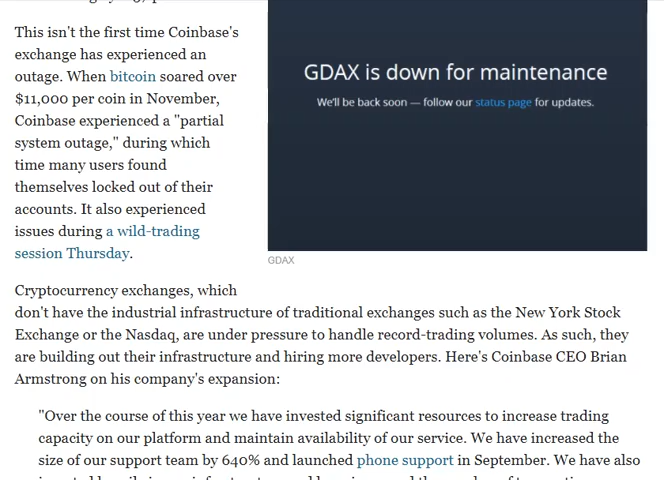 This isn't the first time Coinbase's
exchange has experienced an
outage. When bitcoin soared over
$11,000 per coin in November,
Coinbase experienced a "partial
system outage," during which
time many users found
themselves locked out of their
accounts. It also experienced
issues during a wild-trading
session Thursday.
GDAX is down for maintenance
We'll be back soon — follow our status page for updates.
GDAX
Cryptocurrency exchanges, which
don't have the industrial infrastructure of traditional exchanges such as the New York Stock
Exchange or the Nasdaq, are under pressure to handle record-trading volumes. As such, they
are building out their infrastructure and hiring more developers. Here's Coinbase CEO Brian
Armstrong on his company's expansion:
"Over the course of this year we have invested significant resources to increase trading
capacity on our platform and maintain availability of our service. We have increased the
size of our support team by 640% and launched phone support in September. We have also